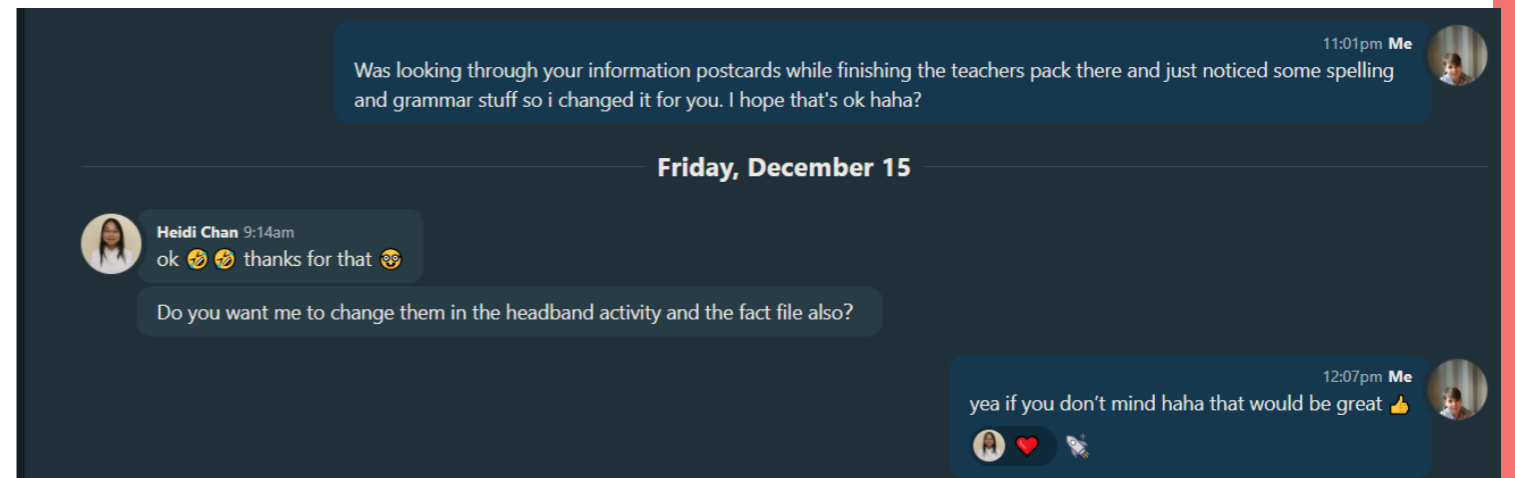 11:01pm Me
Was looking through your information postcards while finishing the teachers pack there and just noticed some spelling
and grammar stuff so i changed it for you. I hope that's ok haha?
Friday, December 15
Heidi Chan 9:14am
ok 🤣 🤣 thanks for that 🤓
Do you want me to change them in the headband activity and the fact file also?
12:07pm Me
yea if you don’t mind haha that would be great 👍